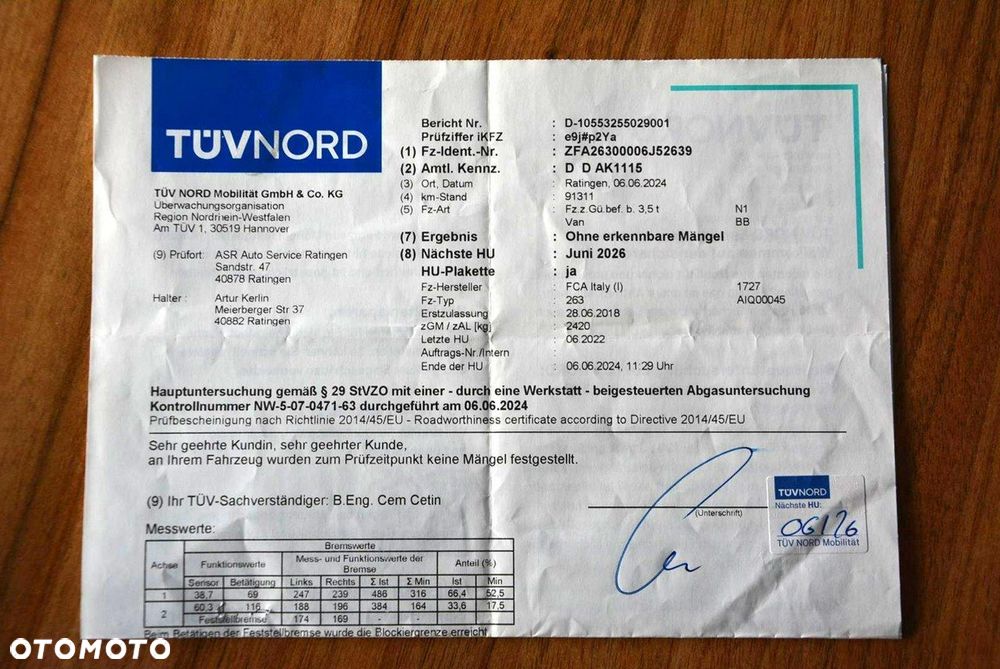 TÜVNORD
TÜV NORD Mobilität GmbH & Co. KG
Überwachungsorganisation
Region Nordrhein-Westfalen
Am TÜV 1, 30519 Hannover
(9) Prüfort: ASR Auto Service Ratingen
Sandstr. 47
40878 Ratingen
Halter : Artur Kerlin
Meierberger Str 37
40882 Ratingen
Bericht Nr. : D-10553255029001
Prüfziffer iKFZ : e9j#p2Ya
(1) Fz-Ident.-Nr. : ZFA26300006J52639
(2) Amtl. Kennz. : D D AK1115
(3) Ort, Datum : Ratingen, 06.06.2024
(4) km-Stand : 91311
(5) Fz-Art : Fz.z.Gü.bef. b. 3,5 t N1
Van BB
(7) Ergebnis : Ohne erkennbare Mängel
(8) Nächste HU : Juni 2026
HU-Plakette : ja
Fz-Hersteller : FCA Italy (I) 1727
Fz-Typ : 263 AIQ00045
Erstzulassung : 28.06.2018
zGM / zAL [kg] : 2420
Letzte HU : 06.2022
Auftrags-Nr./Intern :
Ende der HU : 06.06.2024, 11:29 Uhr
Hauptuntersuchung gemäß § 29 StVZO mit einer - durch eine Werkstatt - beigesteuerten Abgasuntersuchung
Kontrollnummer NW-5-07-0471-63 durchgeführt am 06.06.2024
Prüfbescheinigung nach Richtlinie 2014/45/EU - Roadworthiness certificate according to Directive 2014/45/EU
Sehr geehrte Kundin, sehr geehrter Kunde,
an Ihrem Fahrzeug wurden zum Prüfzeitpunkt keine Mängel festgestellt.
(9) Ihr TÜV-Sachverständiger: B.Eng. Cem Cetin
(Unterschrift)
TÜVNORD
Nächste HU:
06/26
TÜV NORD Mobilität
Messwerte:
Bremswerte
Achse Funktionswerte Mess- und Funktionswerte der Bremse Anteil (%)
Sensor Betätigung Links Rechts Σ Ist Σ Min Ist Min
1 38,7 69 247 239 486 316 66,4 52,5
2 60,3 116 188 196 384 164 33,6 17,5
Feststellbremse 174 169 - -
Beim Betätigen der Feststellbremse wurde die Blockiergrenze erreicht
OTOMOTO